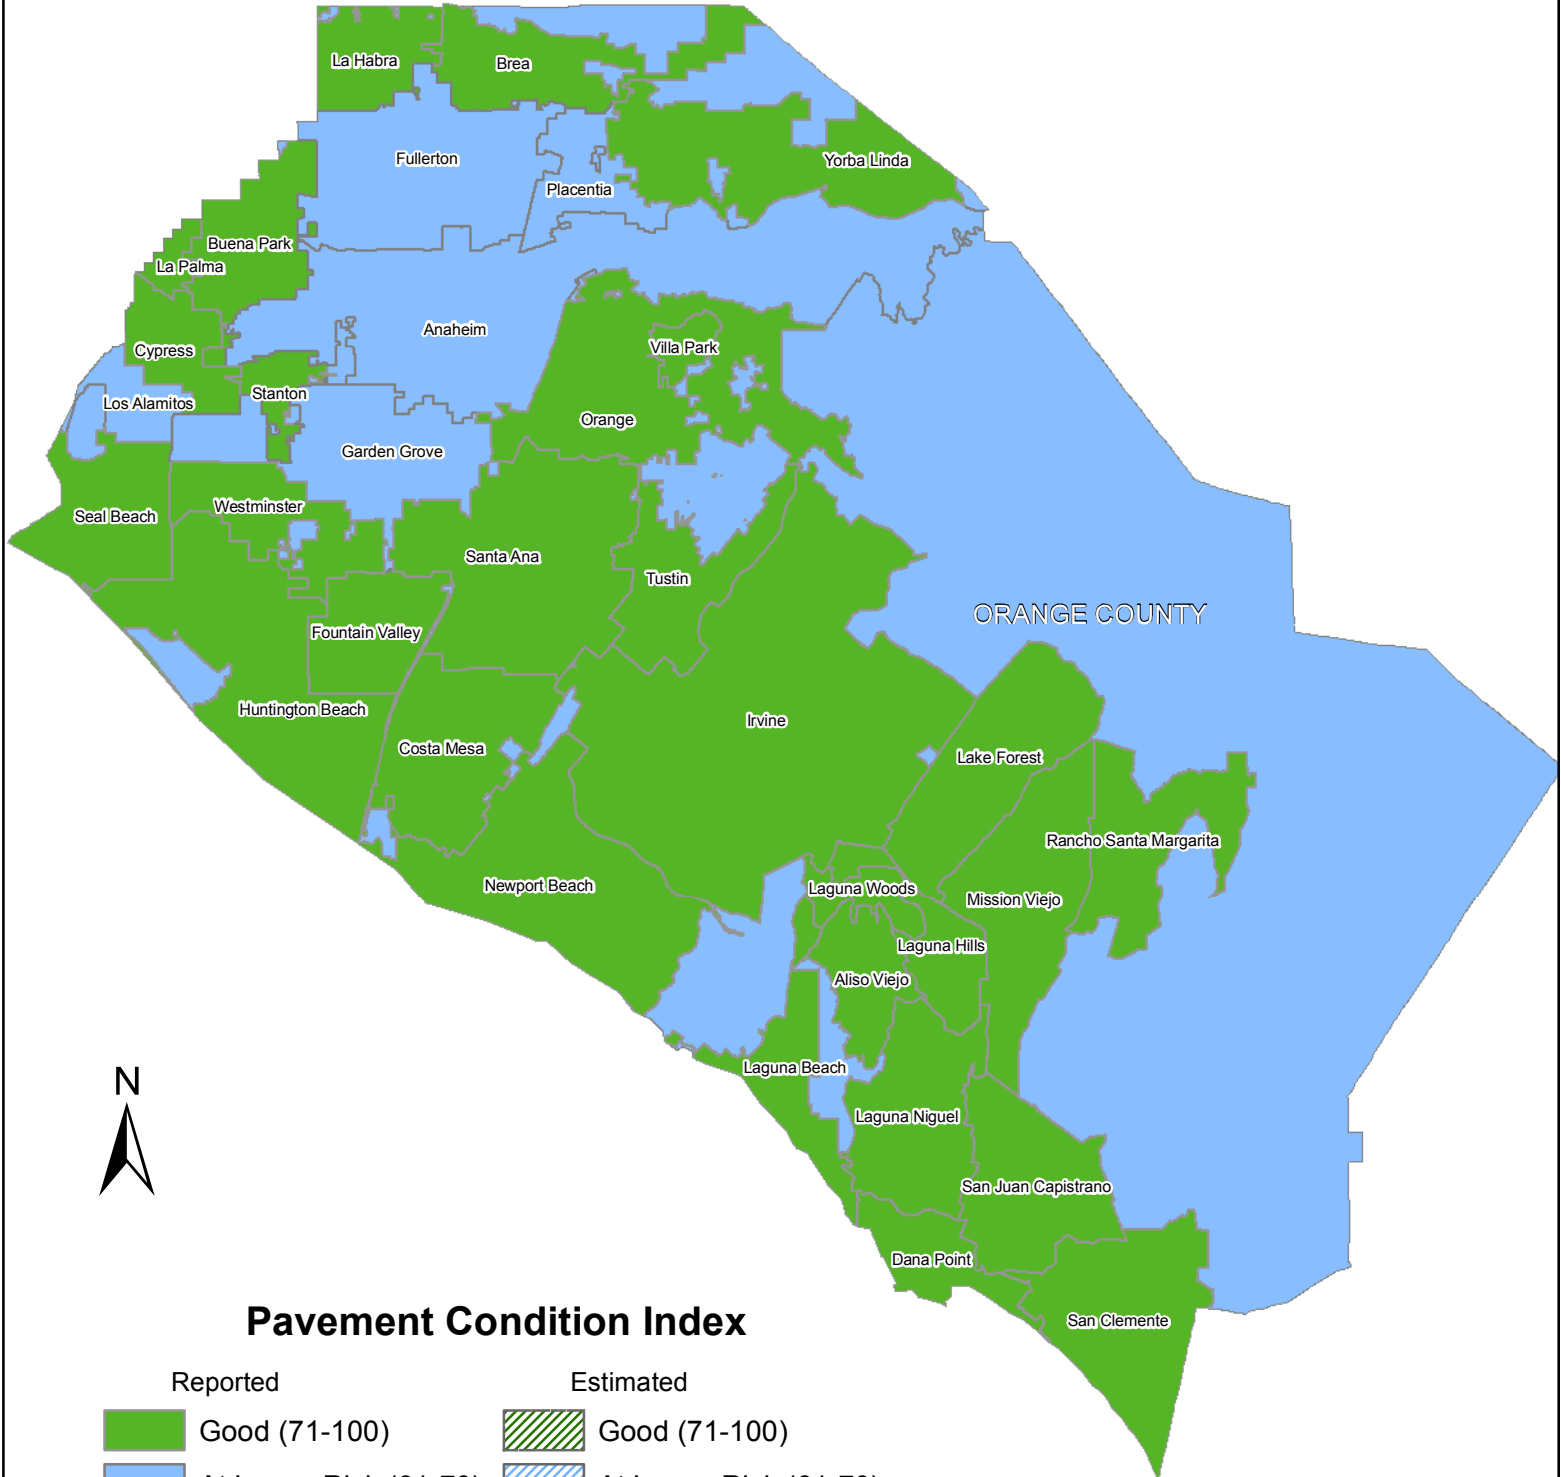 La Habra
Brea
Fullerton
Yorba Linda
Placentia
Buena Park
La Palma
Anaheim
Villa Park
Cypress
Stanton
Los Alamitos
Orange
Garden Grove
Westminster
Seal Beach
Santa Ana
Tustin
ORANGE COUNTY
Fountain Valley
Huntington Beach
Irvine
Costa Mesa
Lake Forest
Rancho Santa Margarita
Newport Beach
Laguna Woods
Mission Viejo
Laguna Hills
Aliso Viejo
Laguna Beach
N
Laguna Niguel
San Juan Capistrano
Dana Point
San Clemente
Pavement Condition Index
Reported
Estimated
Good (71-100)
Good (71-100)